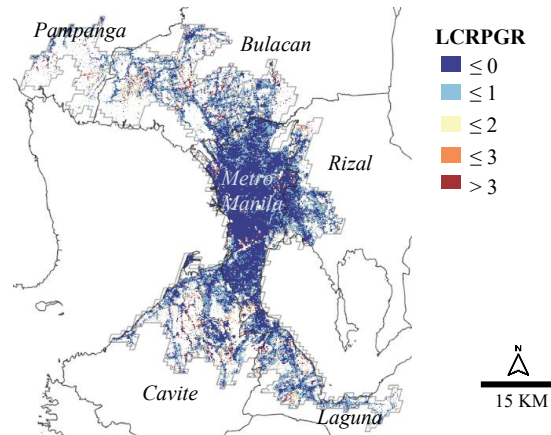 Pampanga
Bulacan
LCRPGR
≤ 0
≤ 1
≤ 2
≤ 3
> 3
Rizal
Metro
Manila
Cavite
Laguna
N
15 KM